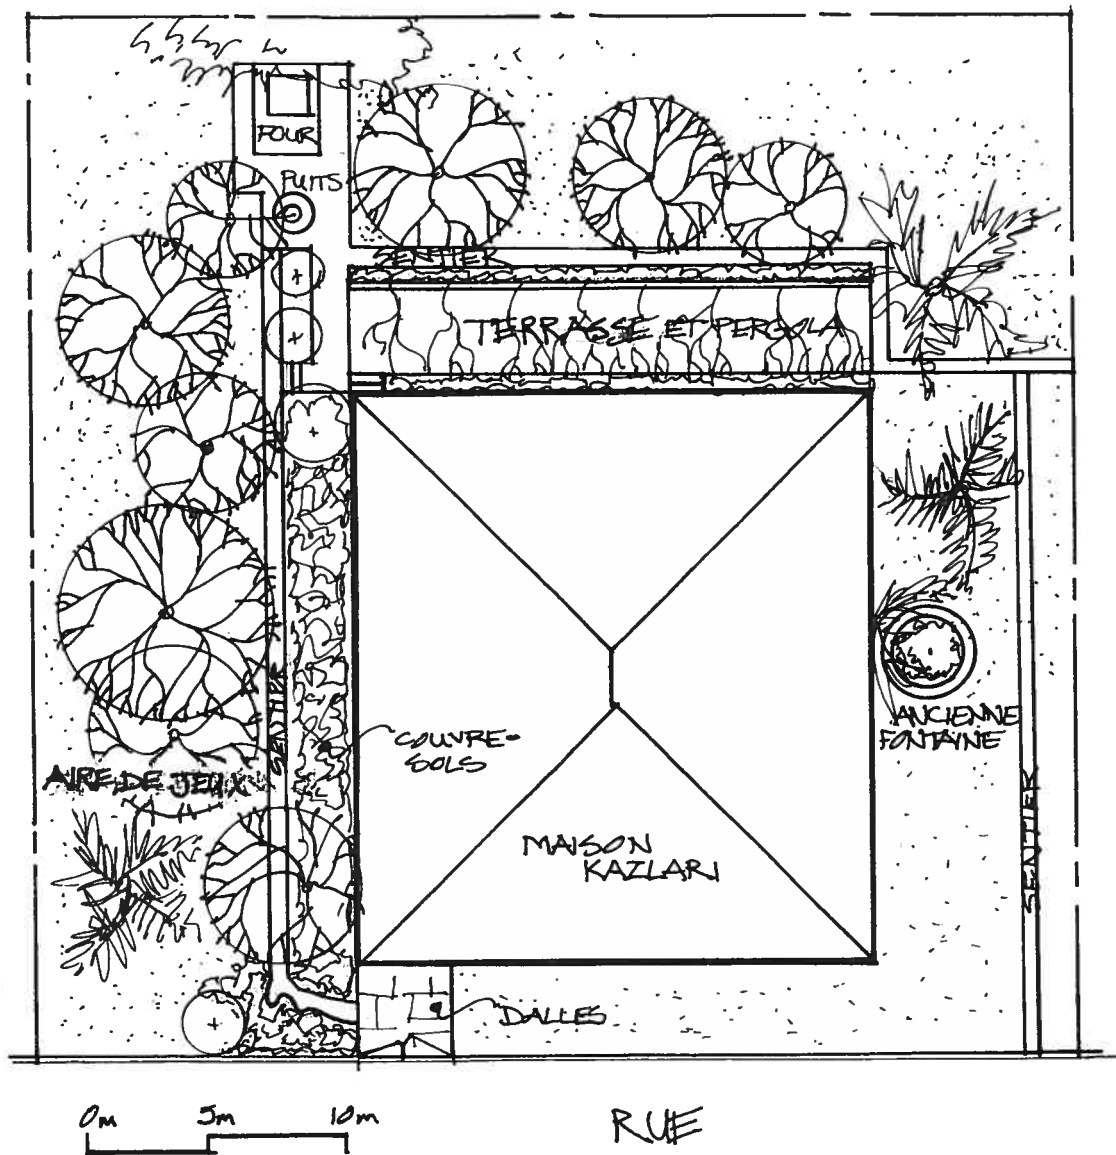 FOUR
PUITS
SENTIER
TERRASSE ET PERGOLA
ANCIENNE
FONTAINE
COUVRE-
SOLS
SENTIER
AIRE DE JEUX
MAISON
KAZLARI
SENTIER
DALLES
0m 5m 10m
RUE